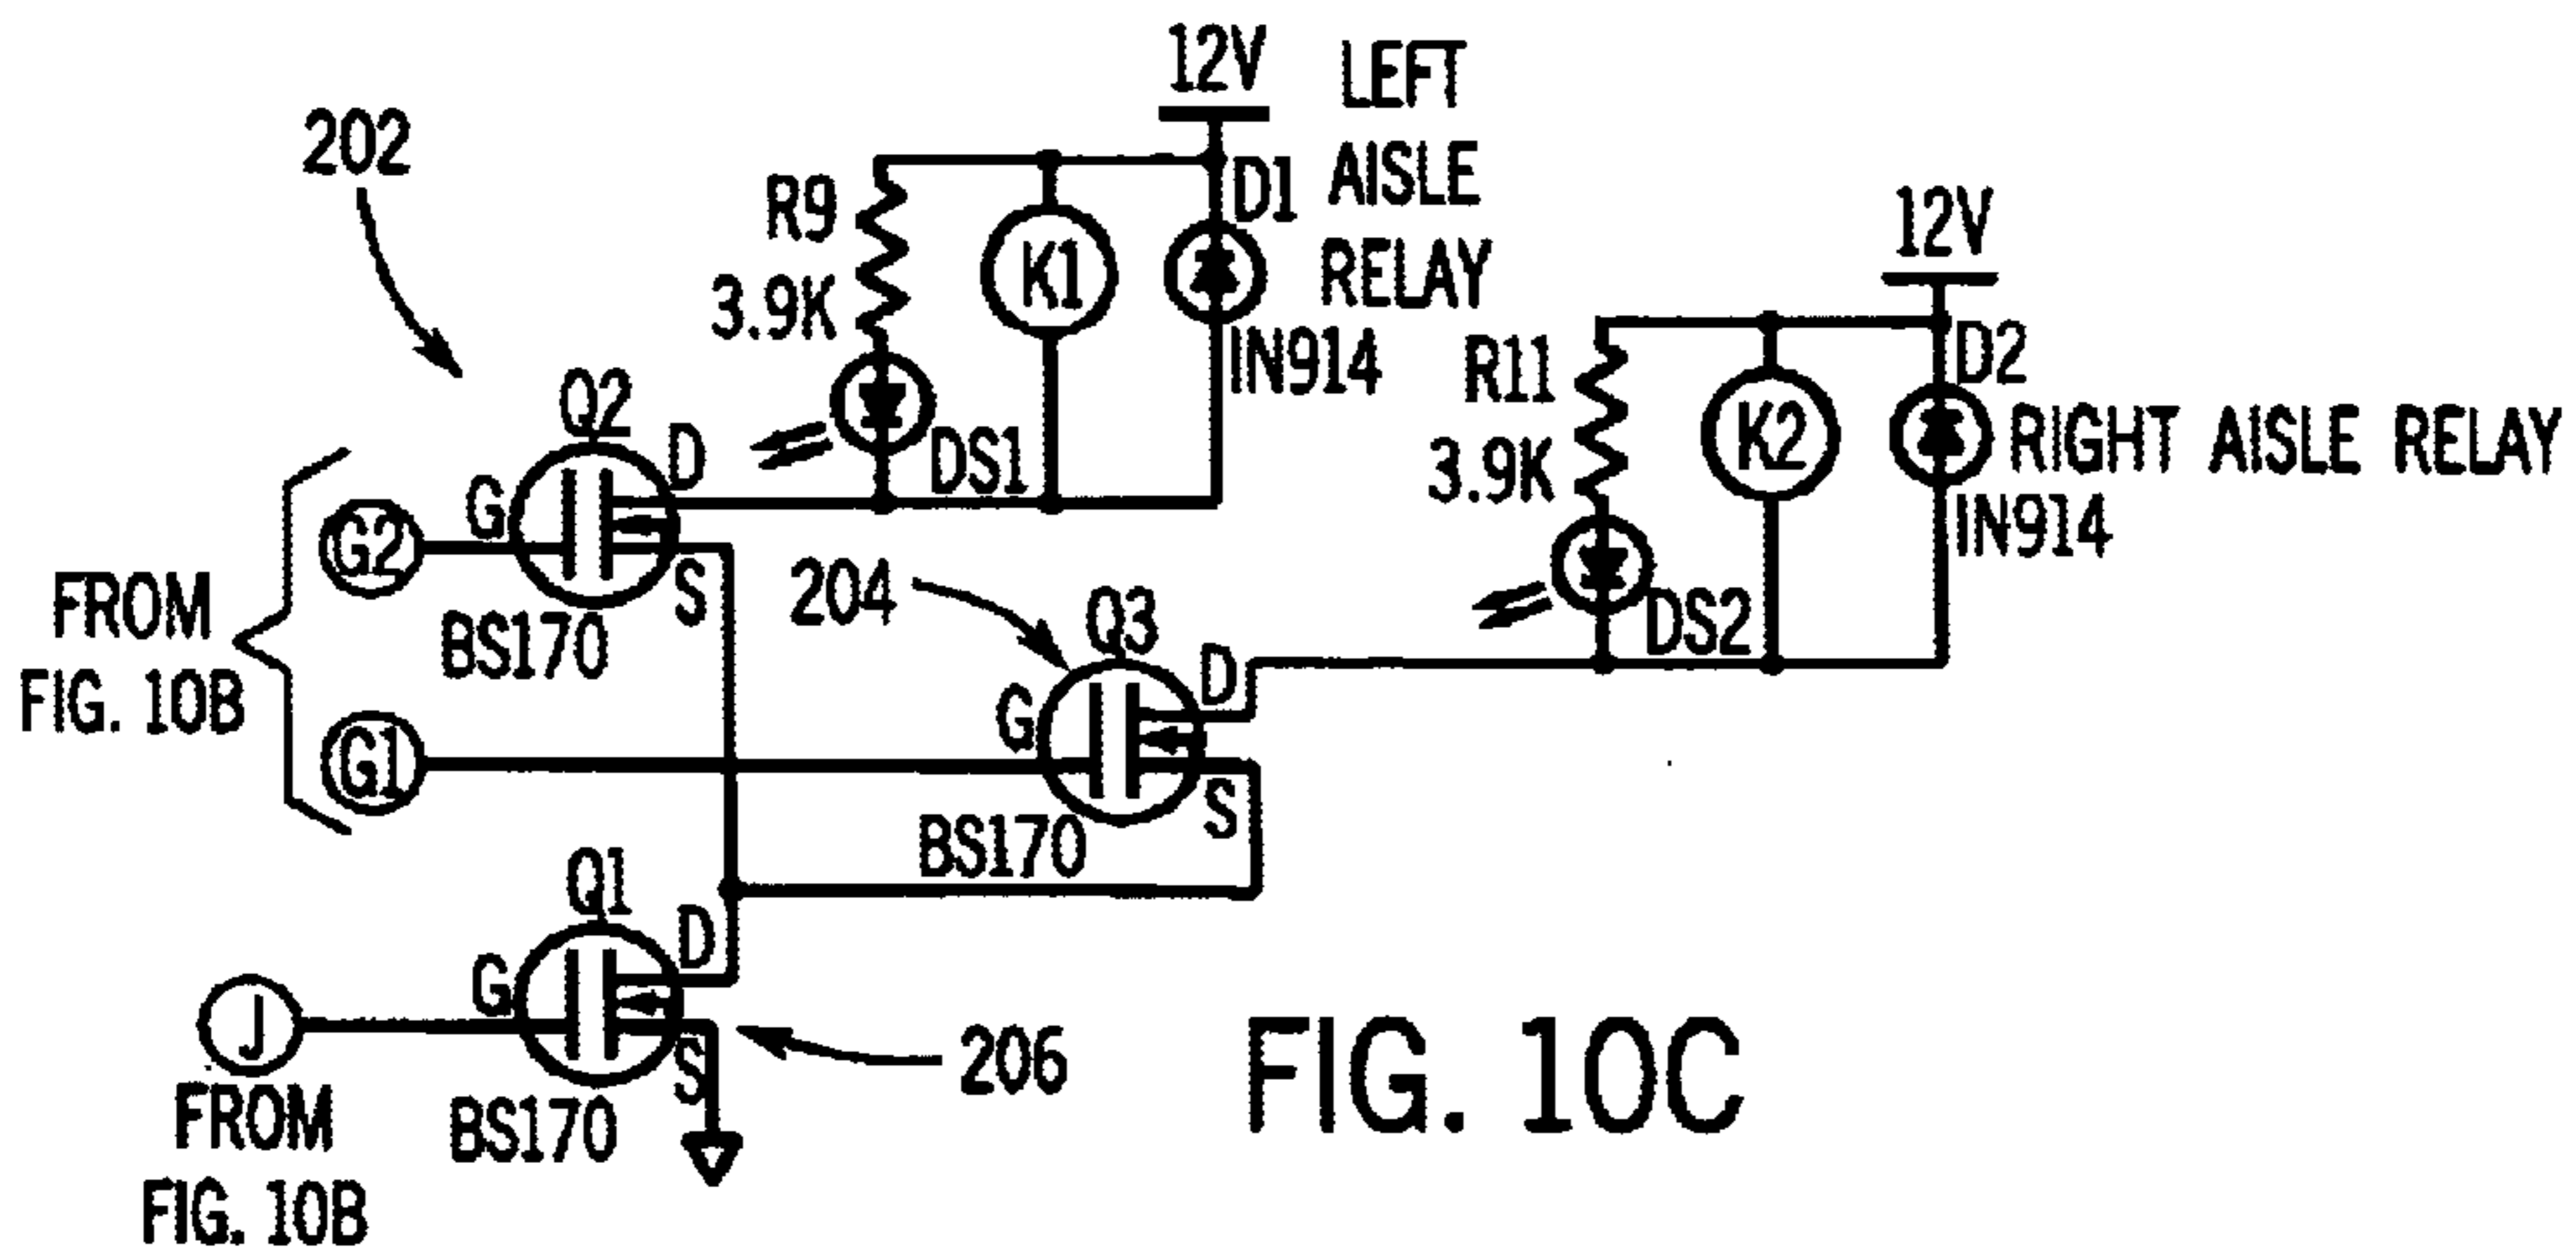 12V
LEFT
AISLE
RELAY
202
R9
3.9K
K1
D1
IN914
DS1
12V
R11
3.9K
K2
D2
RIGHT AISLE RELAY
IN914
DS2
Q2
G
D
S
BS170
G2
FROM
FIG. 10B
G1
204
Q3
G
D
S
BS170
Q1
G
D
S
BS170
J
FROM
FIG. 10B
206
FIG. 10C